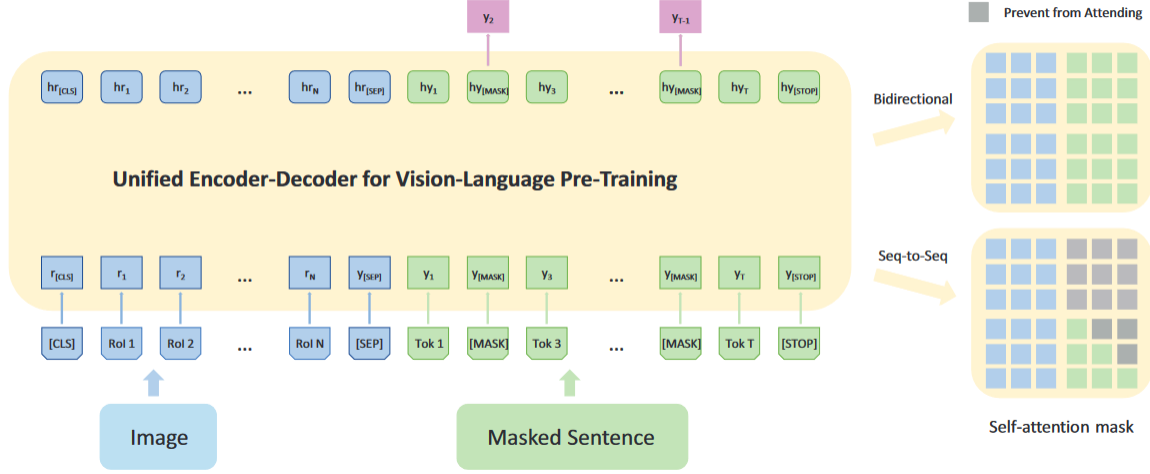 y2 yT-1 Prevent from Attending
hr[CLS] hr1 hr2 ... hrN hr[SEP] hy1 hy[MASK] hy3 ... hy[MASK] hyT hy[STOP]
Bidirectional
Unified Encoder-Decoder for Vision-Language Pre-Training
Seq-to-Seq
r[CLS] r1 r2 ... rN y[SEP] y1 y[MASK] y3 ... y[MASK] yT y[STOP]
[CLS] RoI 1 RoI 2 ... RoI N [SEP] Tok 1 [MASK] Tok 3 ... [MASK] Tok T [STOP]
Image Masked Sentence Self-attention mask